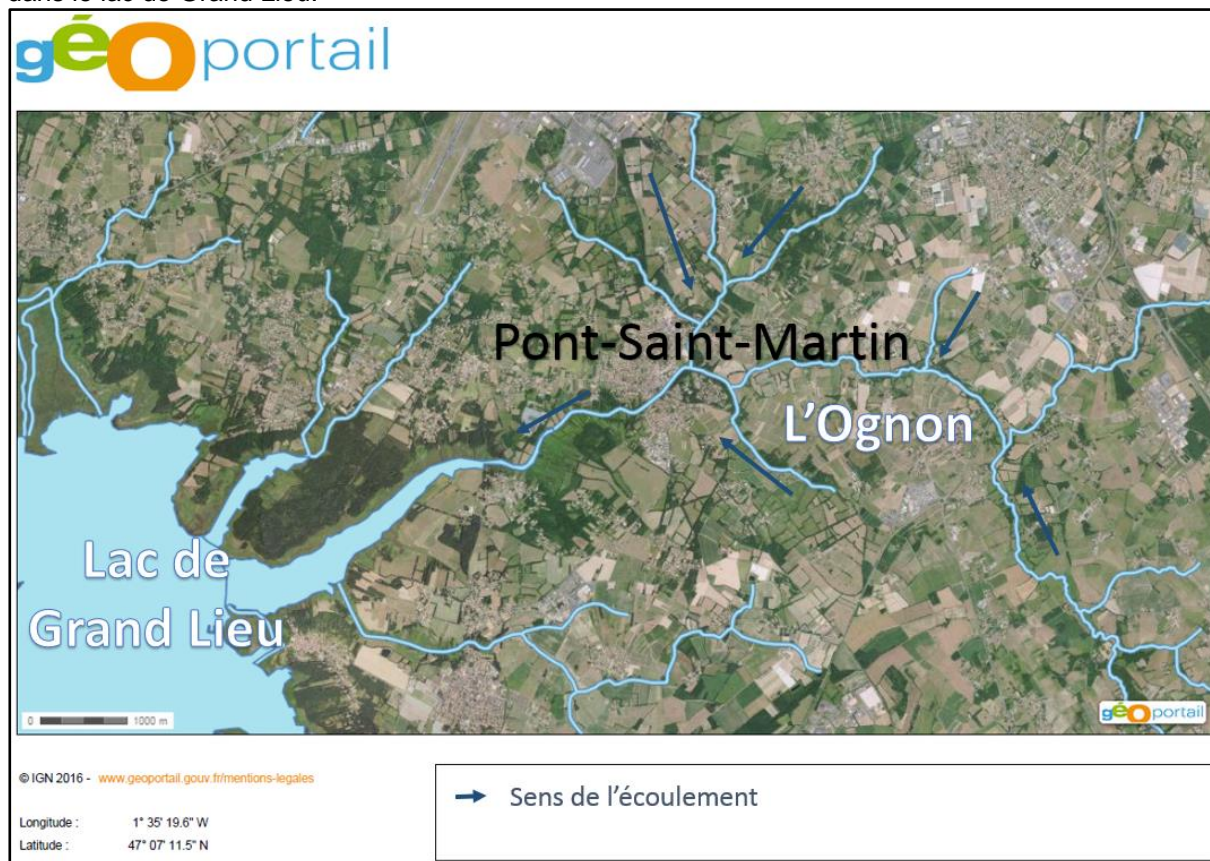 dans le lac de Grand Lieu.
géoportail
Pont-Saint-Martin
L'Ognon
Lac de
Grand Lieu
0 1000 m
géoportail
© IGN 2016 - www.geoportail.gouv.fr/mentions-legales
Longitude : 1° 35' 19.6" W
Latitude : 47° 07' 11.5" N
Sens de l'écoulement